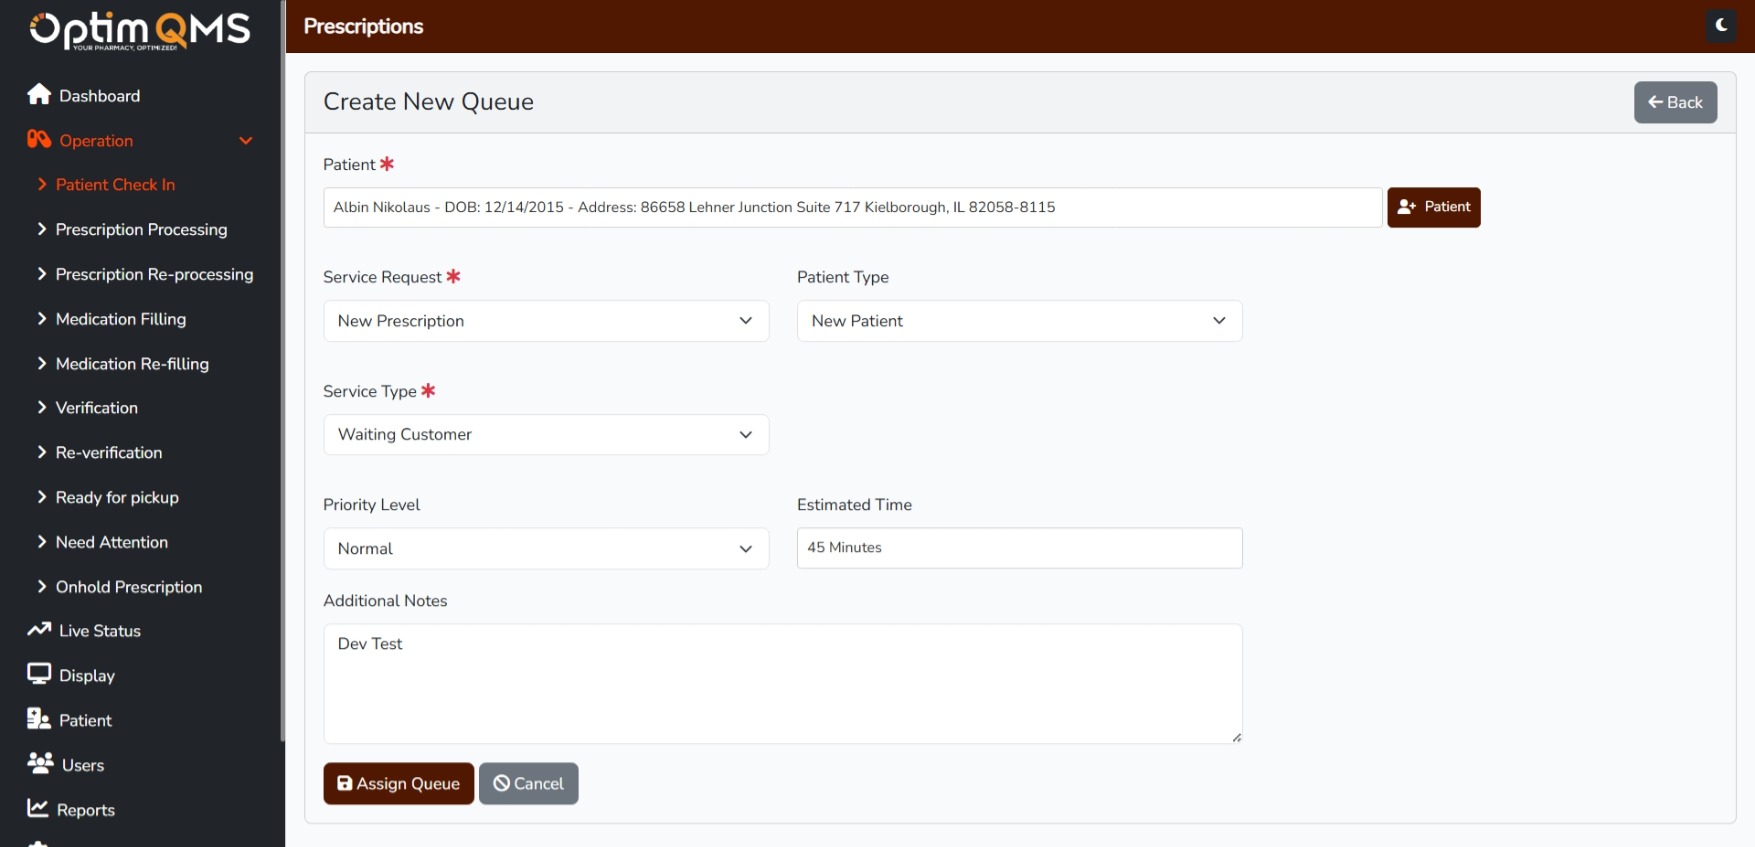 OptimQMS
YOUR PHARMACY, OPTIMIZED!
Prescriptions
Dashboard
Operation
Patient Check In
Prescription Processing
Prescription Re-processing
Medication Filling
Medication Re-filling
Verification
Re-verification
Ready for pickup
Need Attention
Onhold Prescription
Live Status
Display
Patient
Users
Reports
Create New Queue
Back
Patient *
Albin Nikolaus - DOB: 12/14/2015 - Address: 86658 Lehner Junction Suite 717 Kielborough, IL 82058-8115
Patient
Service Request *
Patient Type
New Prescription
New Patient
Service Type *
Waiting Customer
Priority Level
Estimated Time
Normal
45 Minutes
Additional Notes
Dev Test
Assign Queue
Cancel